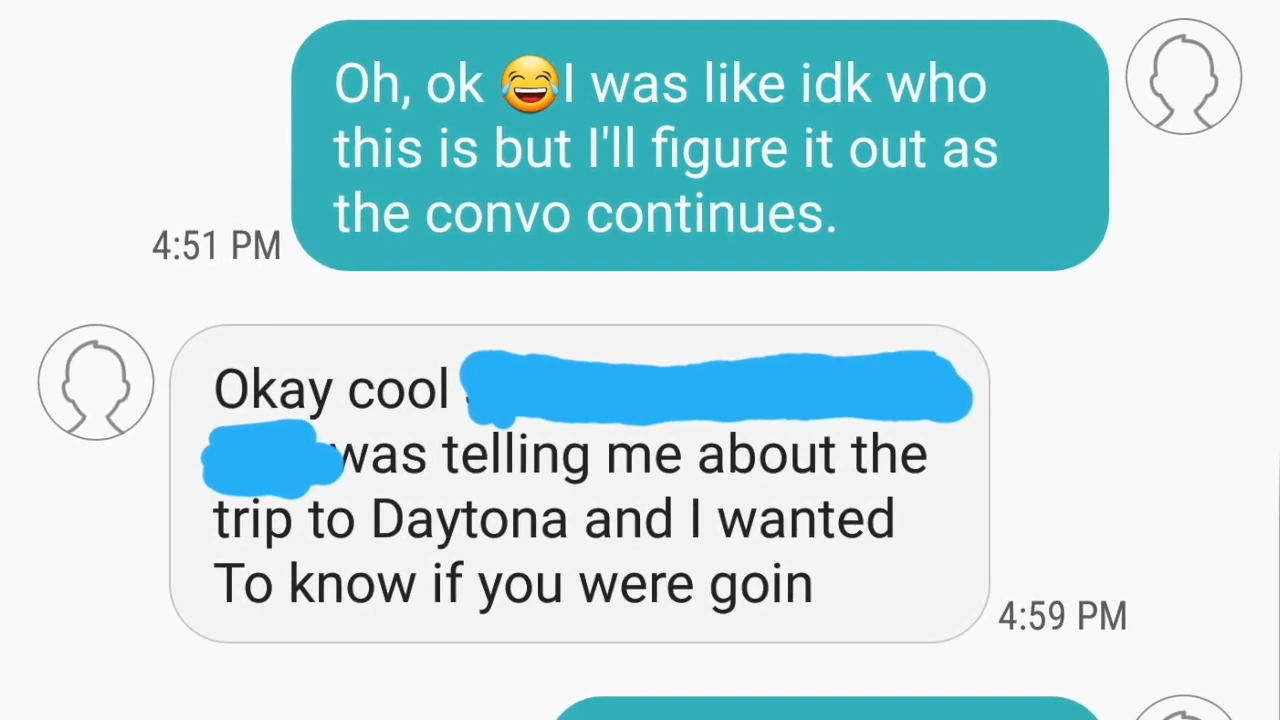 Oh, ok 😂I was like idk who
this is but I'll figure it out as
the convo continues.
4:51 PM
Okay cool
was telling me about the
trip to Daytona and I wanted
To know if you were goin
4:59 PM